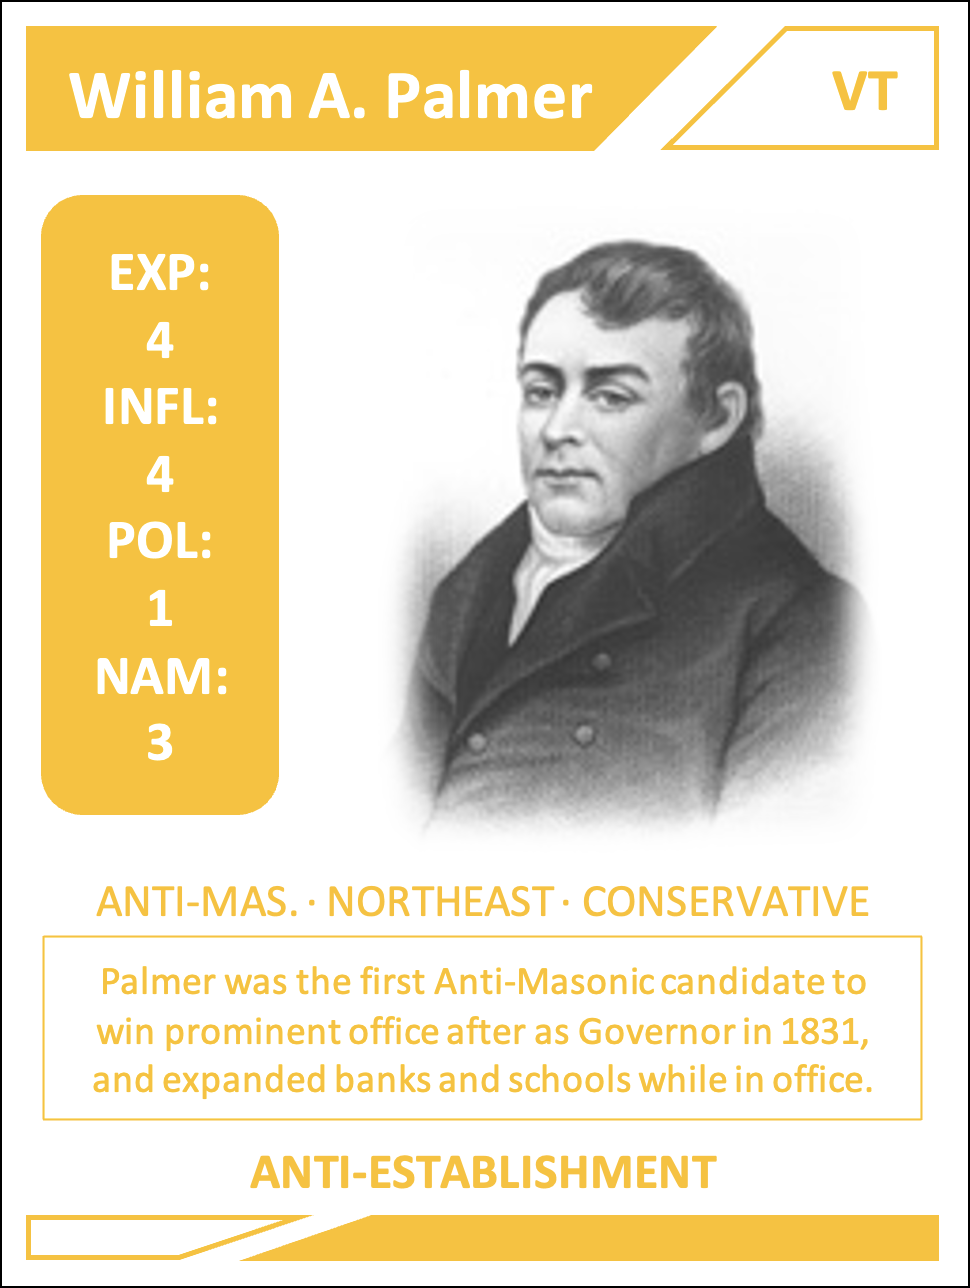 William A. Palmer
VT
EXP:
4
INFL:
4
POL:
1
NAM:
3
ANTI-MAS. · NORTHEAST · CONSERVATIVE
Palmer was the first Anti-Masonic candidate to
win prominent office after as Governor in 1831,
and expanded banks and schools while in office.
ANTI-ESTABLISHMENT